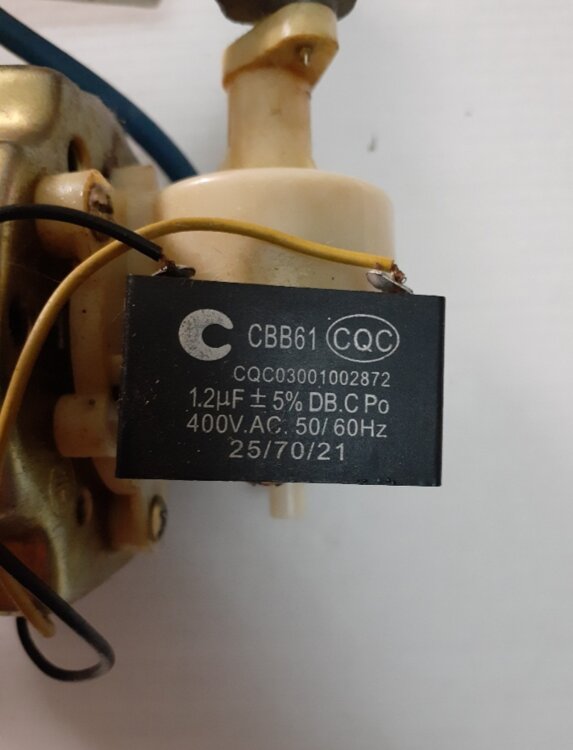 CBB61 CQC
CQC03001002872
1.2μF ± 5% DB.C Po
400V.AC. 50/60Hz
25/70/21